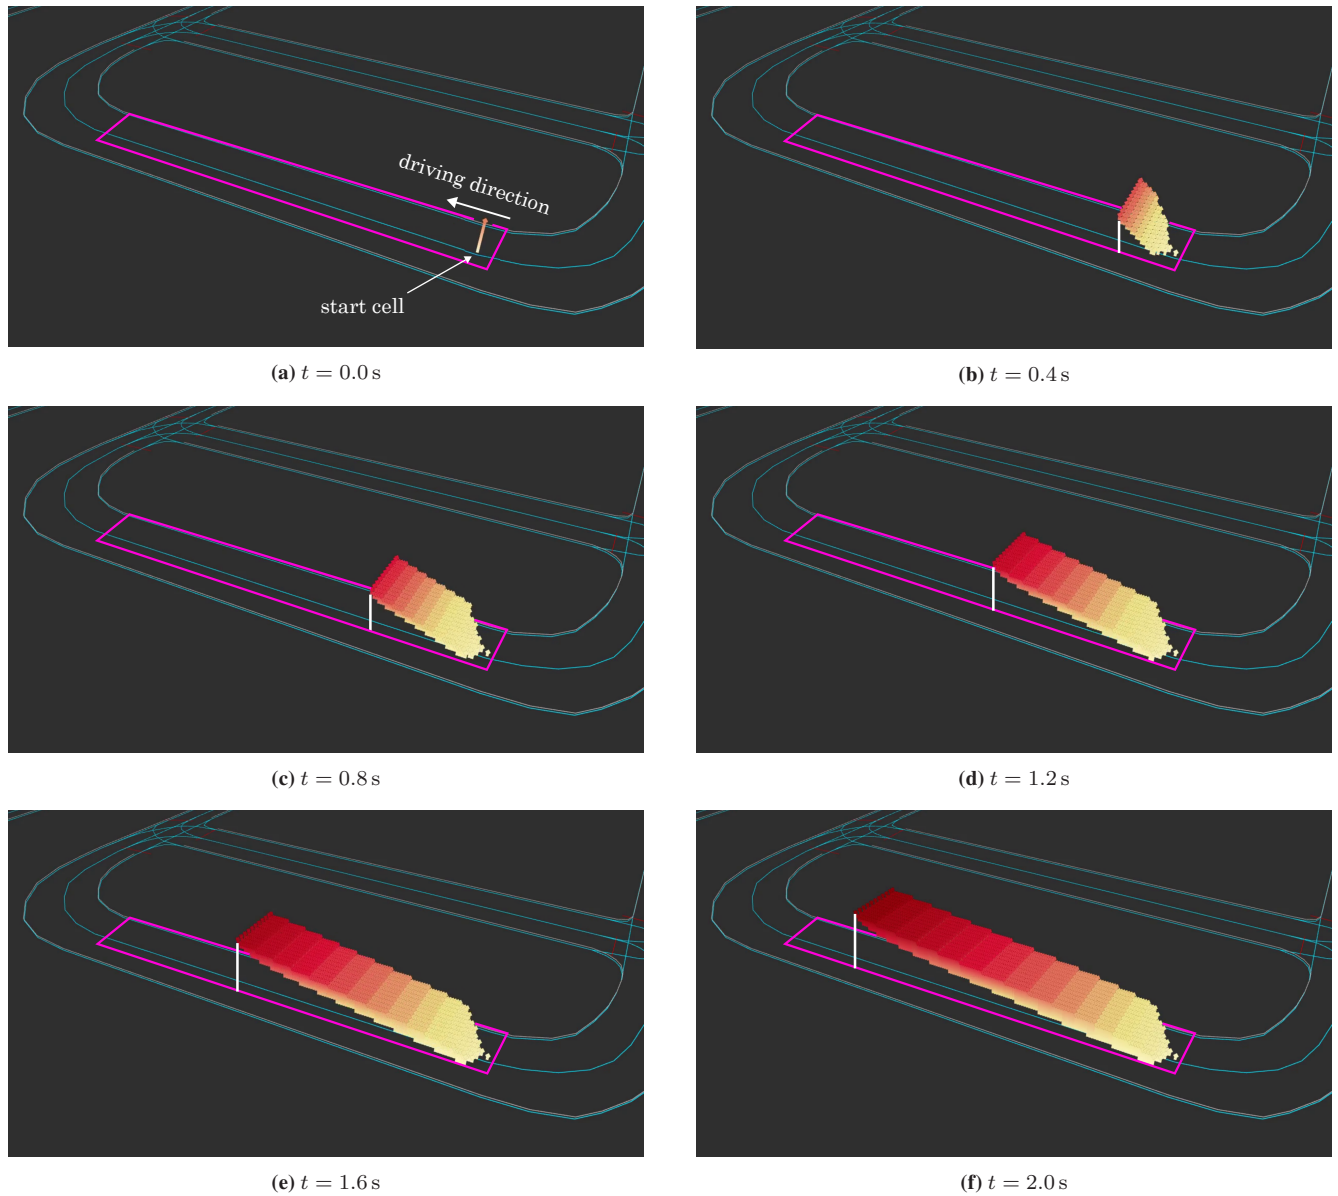 driving direction
start cell
(a) t = 0.0 s
(b) t = 0.4 s
(c) t = 0.8 s
(d) t = 1.2 s
(e) t = 1.6 s
(f) t = 2.0 s